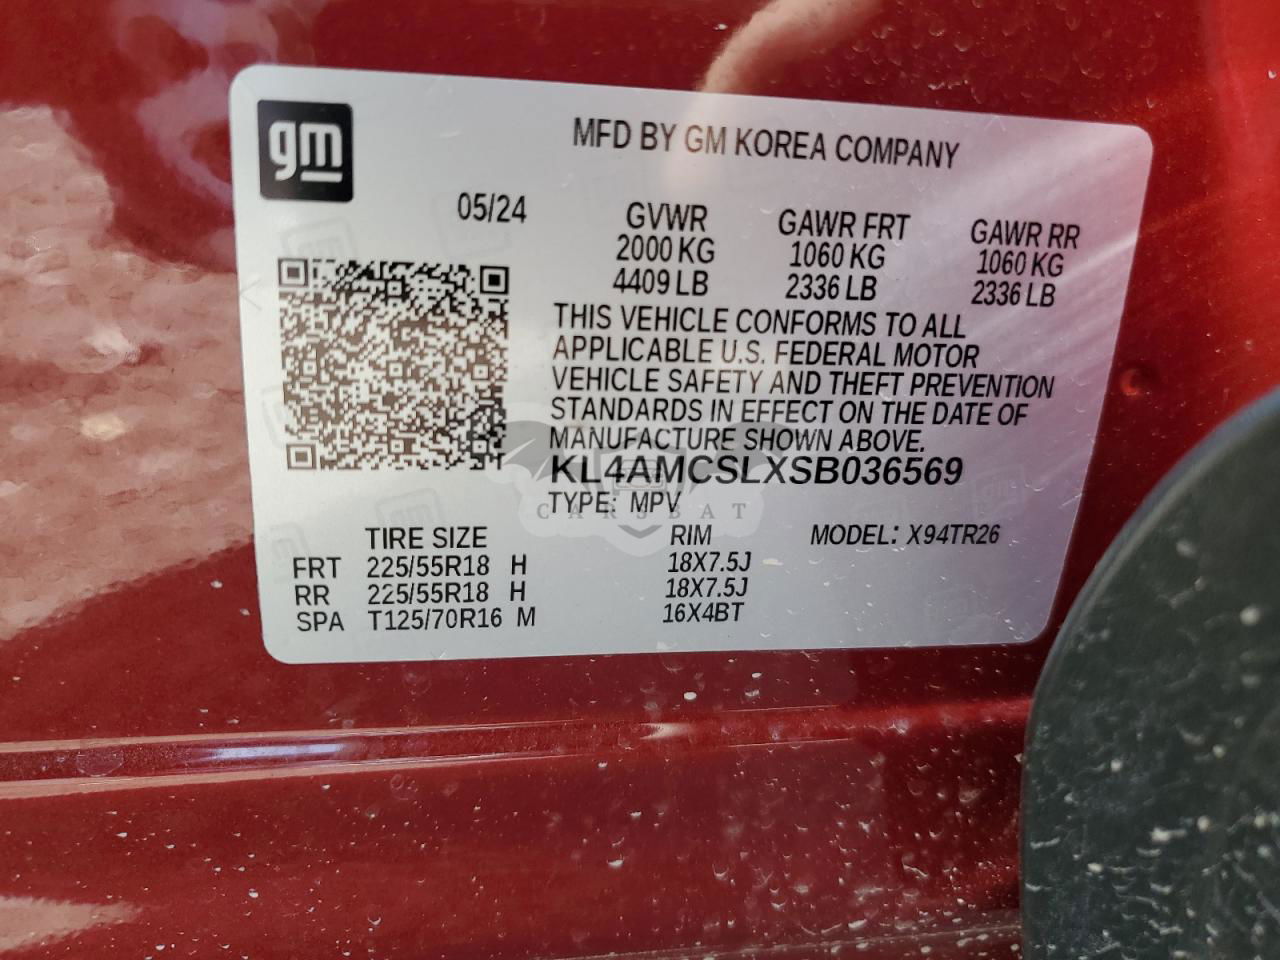 gm
MFD BY GM KOREA COMPANY
05/24
GVWR GAWR FRT GAWR RR
2000 KG 1060 KG 1060 KG
4409 LB 2336 LB 2336 LB
THIS VEHICLE CONFORMS TO ALL
APPLICABLE U.S. FEDERAL MOTOR
VEHICLE SAFETY AND THEFT PREVENTION
STANDARDS IN EFFECT ON THE DATE OF
MANUFACTURE SHOWN ABOVE.
KL4AMCSLXSB036569
TYPE: MPV
CARSBAT
TIRE SIZE RIM MODEL: X94TR26
FRT 225/55R18 H 18X7.5J
RR 225/55R18 H 18X7.5J
SPA T125/70R16 M 16X4BT